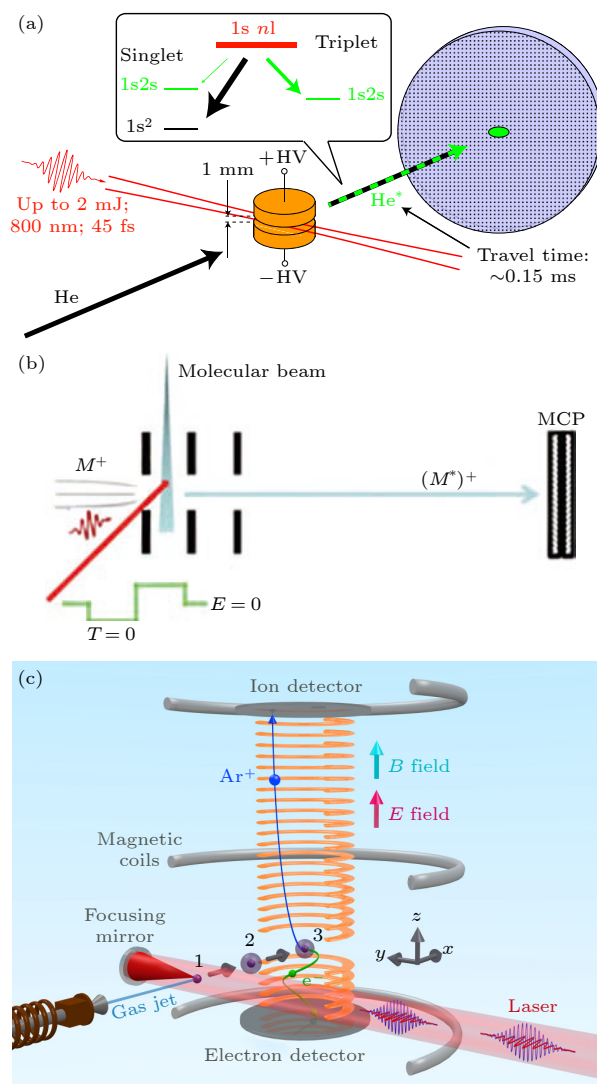 (a)
1s nl
Singlet
Triplet
1s2s
1s2s
1s²
+HV
1 mm
He*
Up to 2 mJ;
800 nm; 45 fs
−HV
Travel time:
~0.15 ms
He
(b)
Molecular beam
MCP
M⁺
(M*)⁺
E = 0
T = 0
(c)
Ion detector
Ar⁺
B field
E field
Magnetic
coils
Focusing
mirror
1
2
3
z
y
x
e
Gas jet
Laser
Electron detector